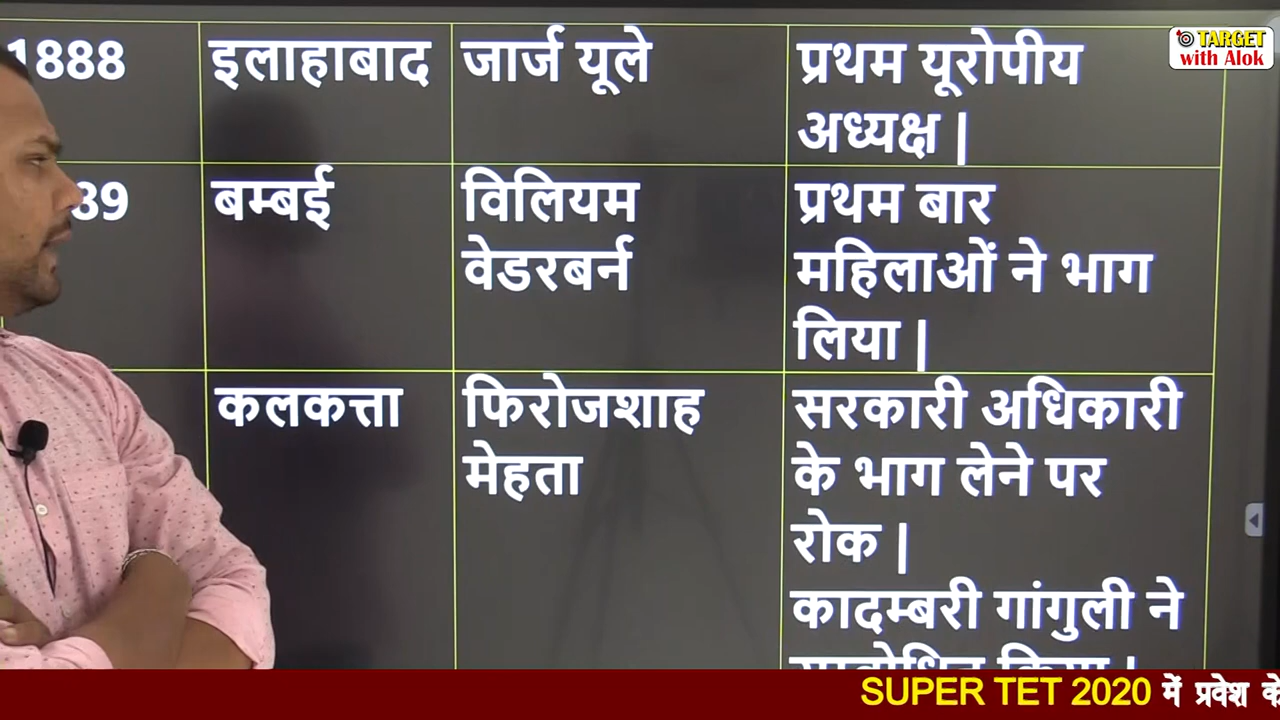 TARGET
with Alok
1888 इलाहाबाद जार्ज यूले प्रथम यूरोपीय
अध्यक्ष |
89 बम्बई विलियम प्रथम बार
वेडरबर्न महिलाओं ने भाग
लिया |
कलकत्ता फिरोजशाह सरकारी अधिकारी
मेहता के भाग लेने पर
रोक |
कादम्बरी गांगुली ने
SUPER TET 2020 में प्रवेश के